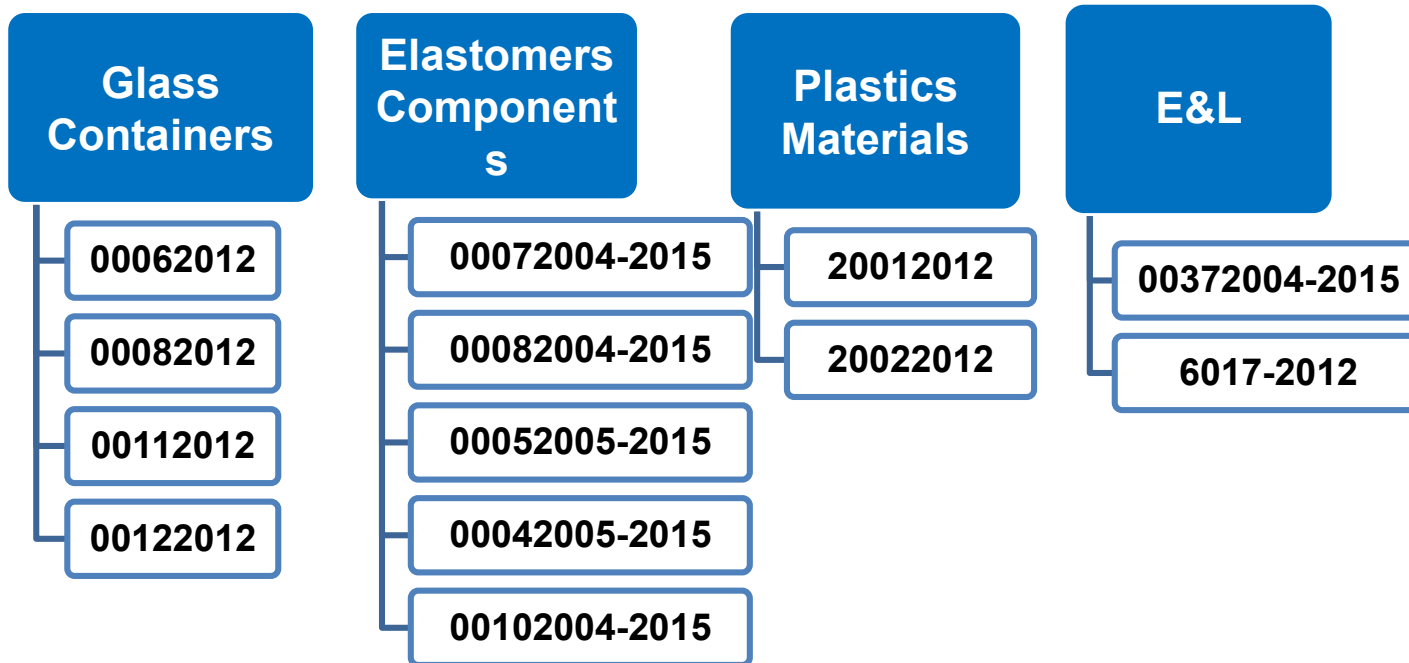 Glass
Containers
00062012
00082012
00112012
00122012
Elastomers
Component
s
00072004-2015
00082004-2015
00052005-2015
00042005-2015
00102004-2015
Plastics
Materials
20012012
20022012
E&L
00372004-2015
6017-2012